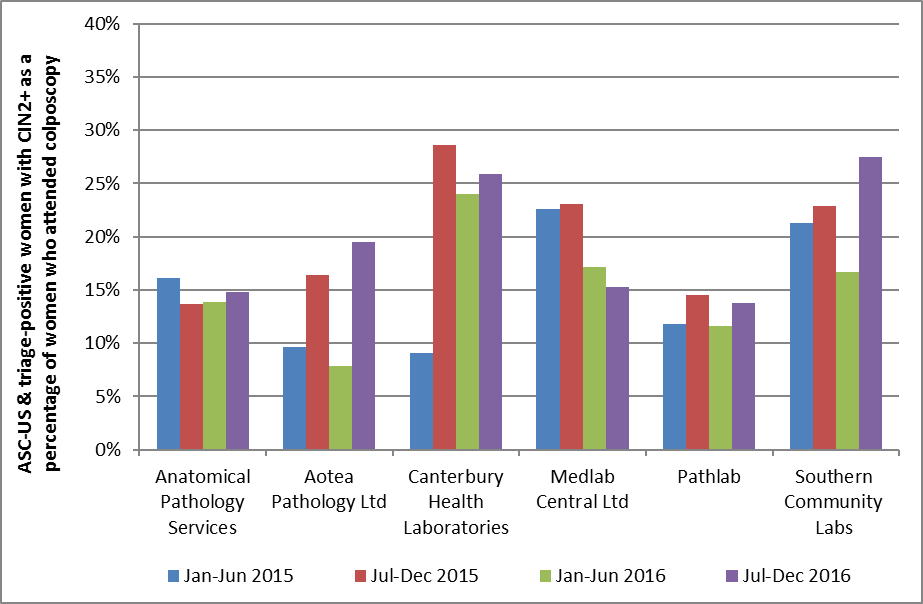 ASC-US & triage-positive women with CIN2+ as a
percentage of women who attended colposcopy
40%
35%
30%
25%
20%
15%
10%
5%
0%
Anatomical
Pathology
Services
Aotea
Pathology Ltd
Canterbury
Health
Laboratories
Medlab
Central Ltd
Pathlab
Southern
Community
Labs
Jan-Jun 2015
Jul-Dec 2015
Jan-Jun 2016
Jul-Dec 2016